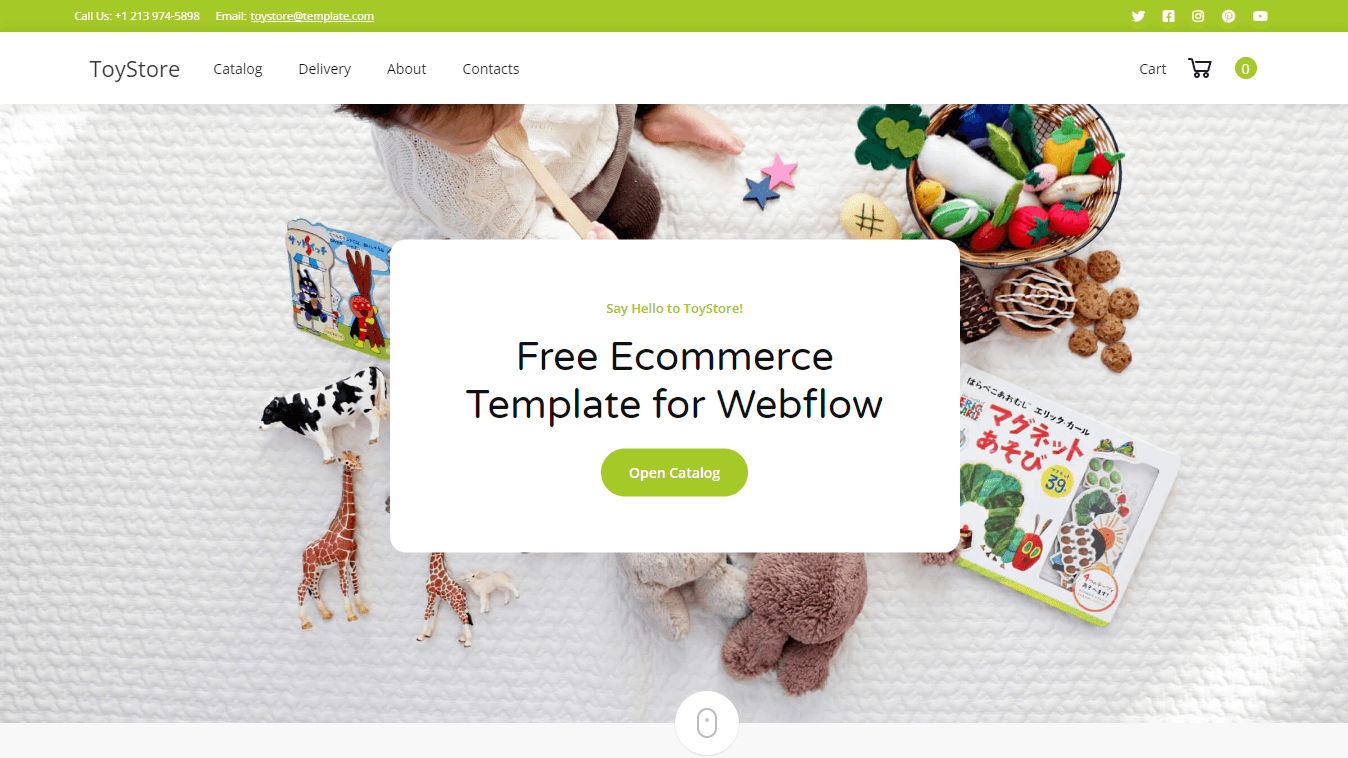 Call Us: +1 213 974-5898 Email: toystore@template.com
ToyStore Catalog Delivery About Contacts Cart 0
Say Hello to ToyStore!
Free Ecommerce
Template for Webflow
Open Catalog
はらぺこあおむし エリック・カール
マグネット
あそび
39